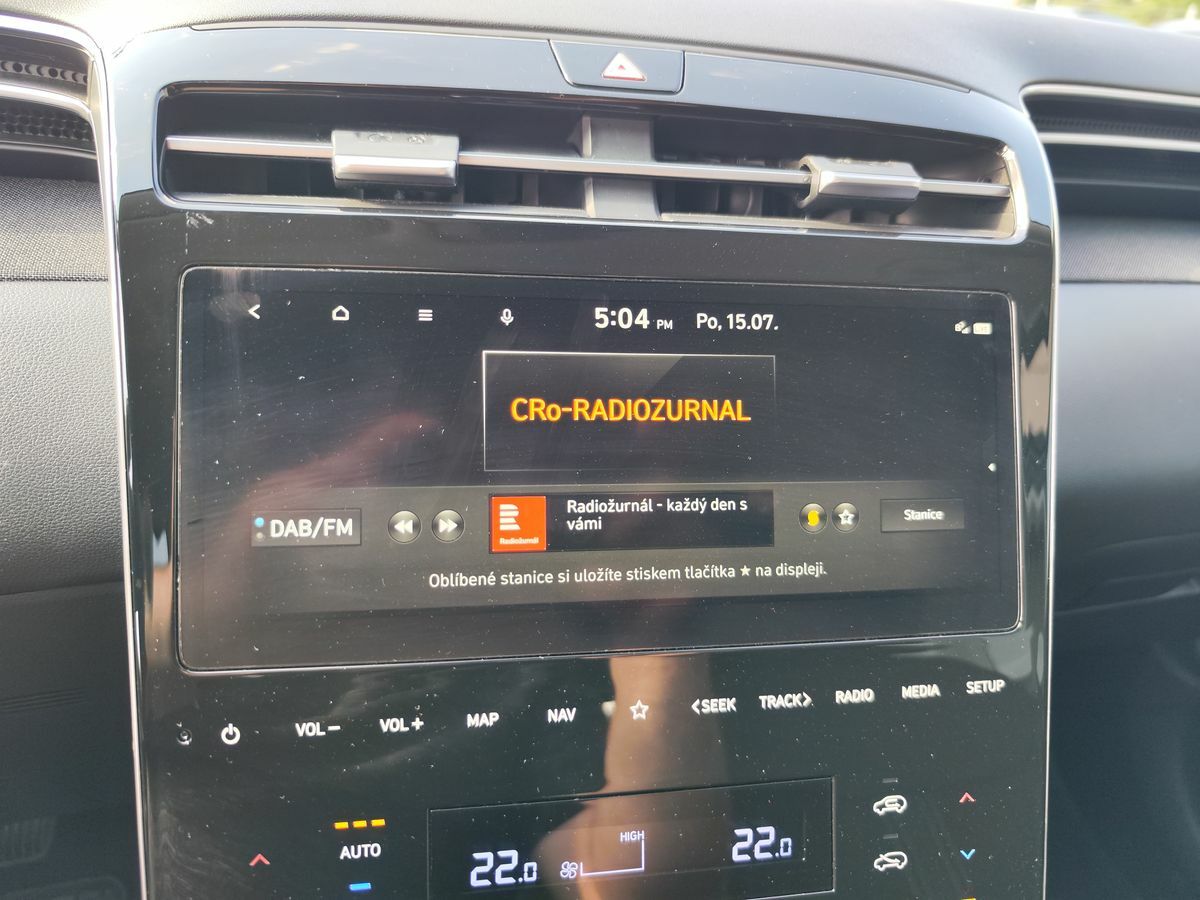 5:04 PM Po, 15.07.
CRo-RADIOZURNAL
DAB/FM
Radiožurnál
Radiožurnál - každý den s
vámi
Stanice
Oblíbené stanice si uložíte stiskem tlačítka ★ na displeji.
VOL − VOL + MAP NAV ☆ <SEEK TRACK> RADIO MEDIA SETUP
AUTO
HIGH
22.0 22.0